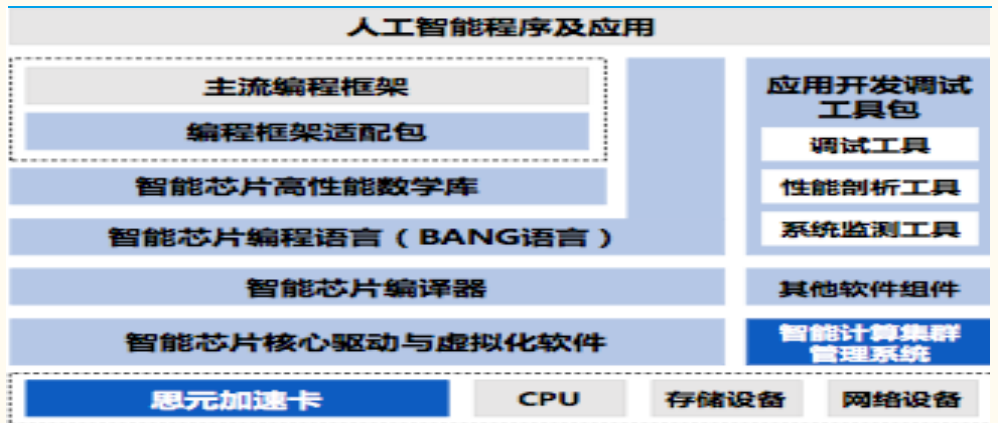 人工智能程序及应用
主流编程框架
编程框架适配包
智能芯片高性能数学库
智能芯片编程语言（BANG语言）
智能芯片编译器
智能芯片核心驱动与虚拟化软件
应用开发调试
工具包
调试工具
性能剖析工具
系统监测工具
其他软件组件
智能计算集群
管理系统
思元加速卡
CPU
存储设备
网络设备